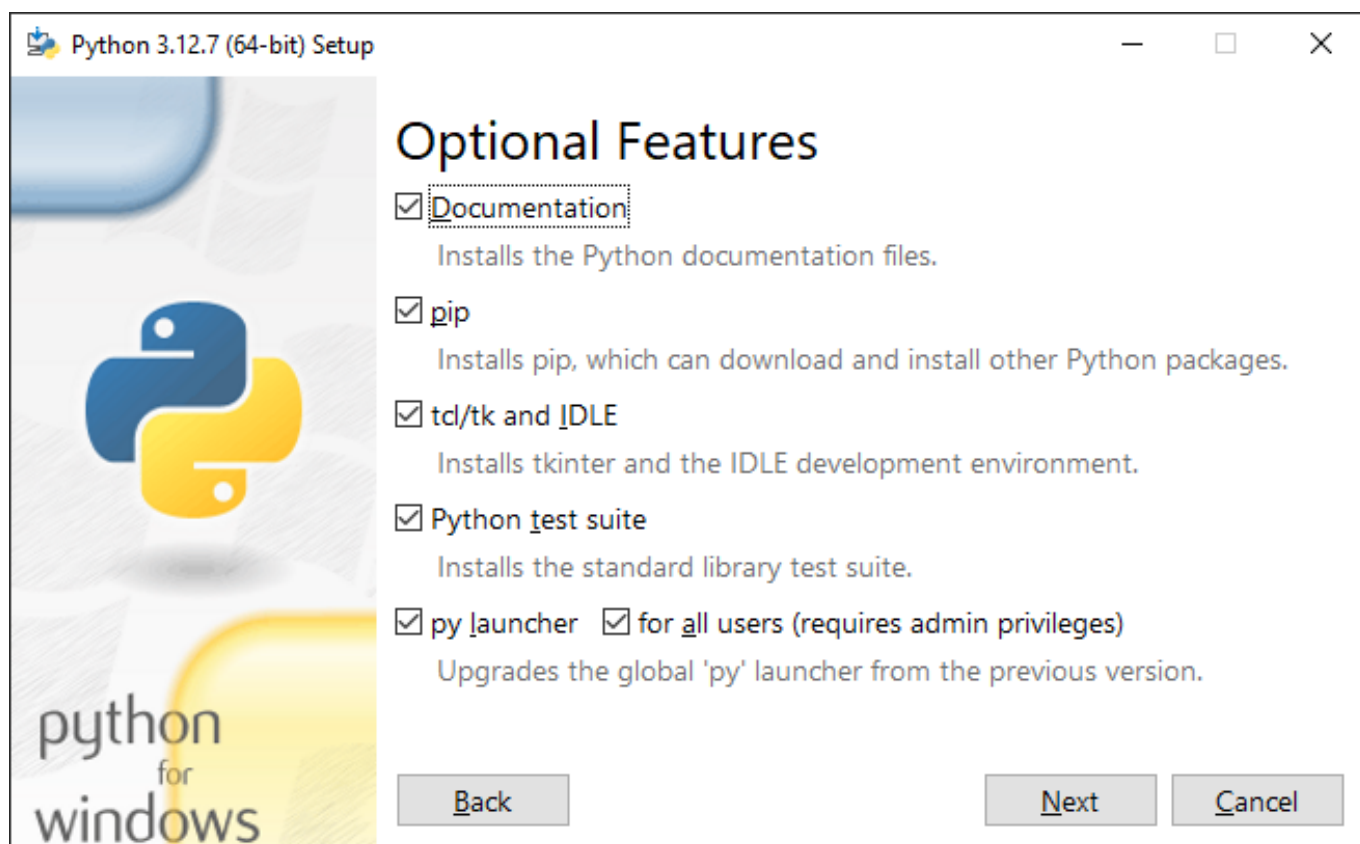 Python 3.12.7 (64-bit) Setup
Optional Features
Documentation
Installs the Python documentation files.
pip
Installs pip, which can download and install other Python packages.
tcl/tk and IDLE
Installs tkinter and the IDLE development environment.
Python test suite
Installs the standard library test suite.
py launcher for all users (requires admin privileges)
Upgrades the global 'py' launcher from the previous version.
python
for
windows
Back Next Cancel